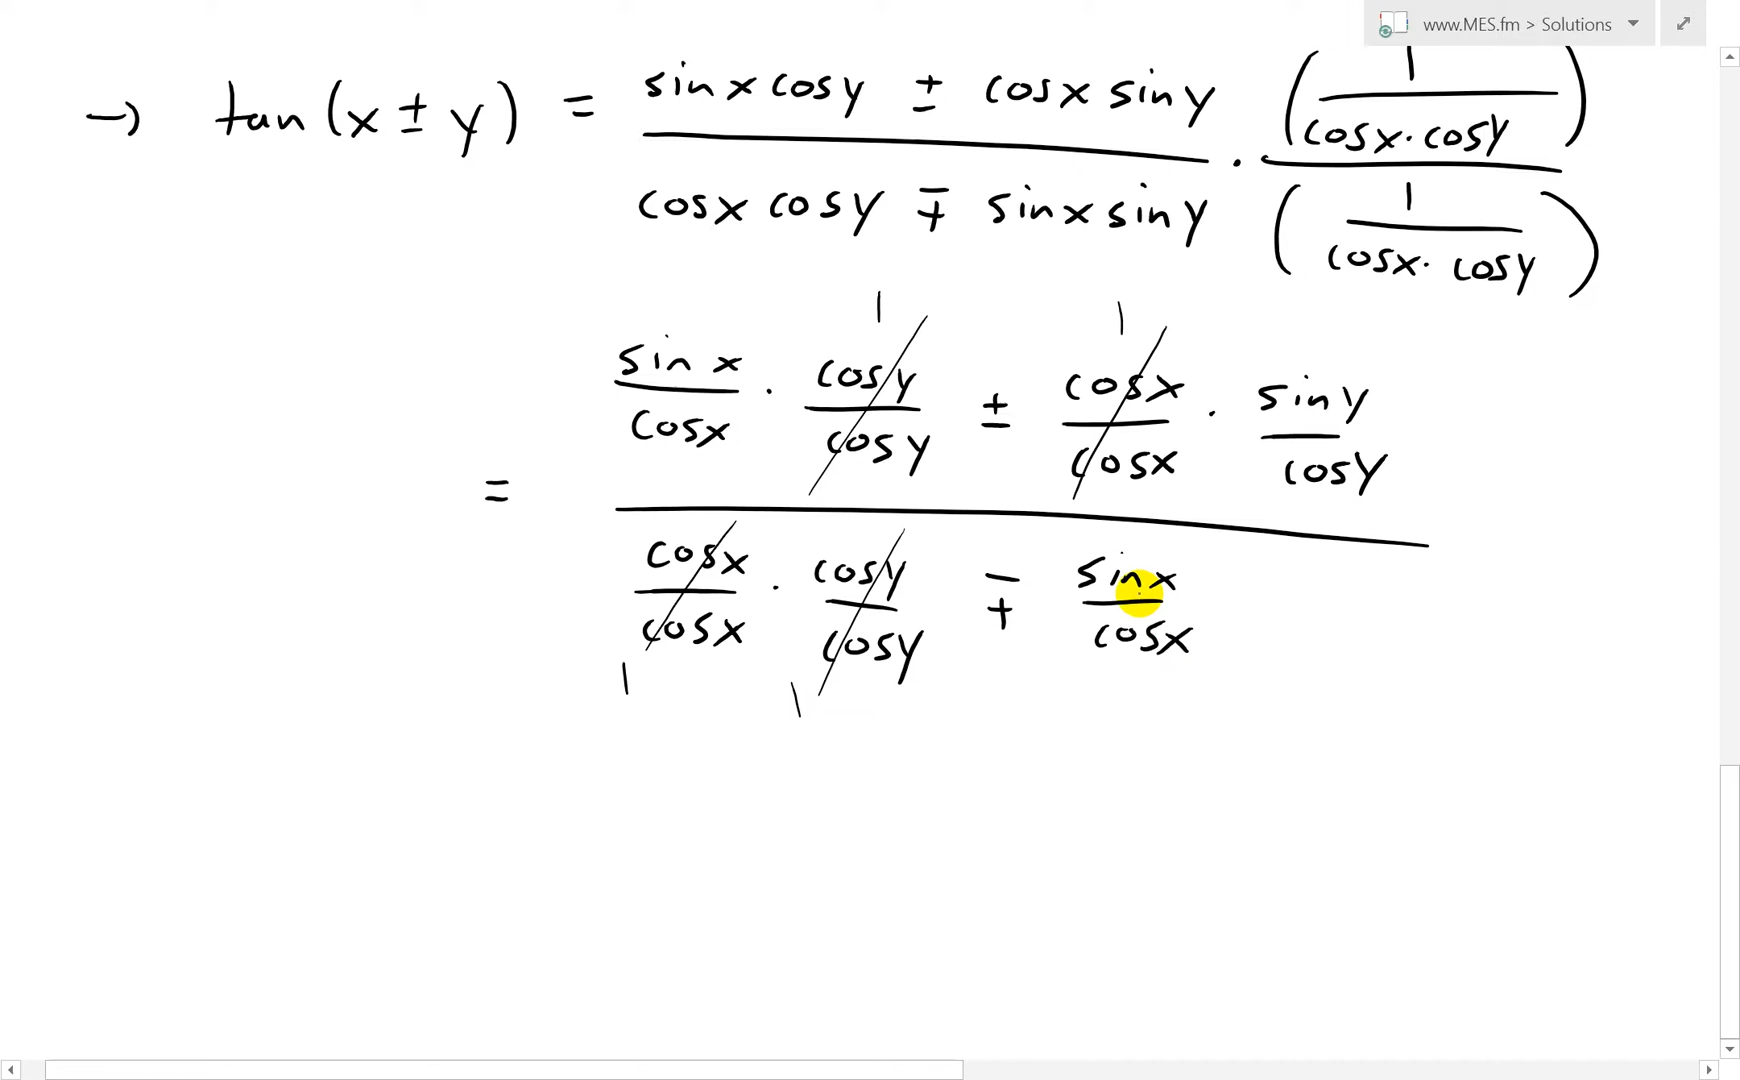 www.MES.fm > Solutions
→ tan(x ± y) = (sinx cosy ± cosx siny)/(cosx cosy ∓ sinx siny) · (1/(cosx·cosy))/(1/(cosx·cosy))
1 1
= (sinx/cosx · cosy/cosy ± cosx/cosx · siny/cosy)/(cosx/cosx · cosy/cosy ∓ sinx/cosx)
1 1